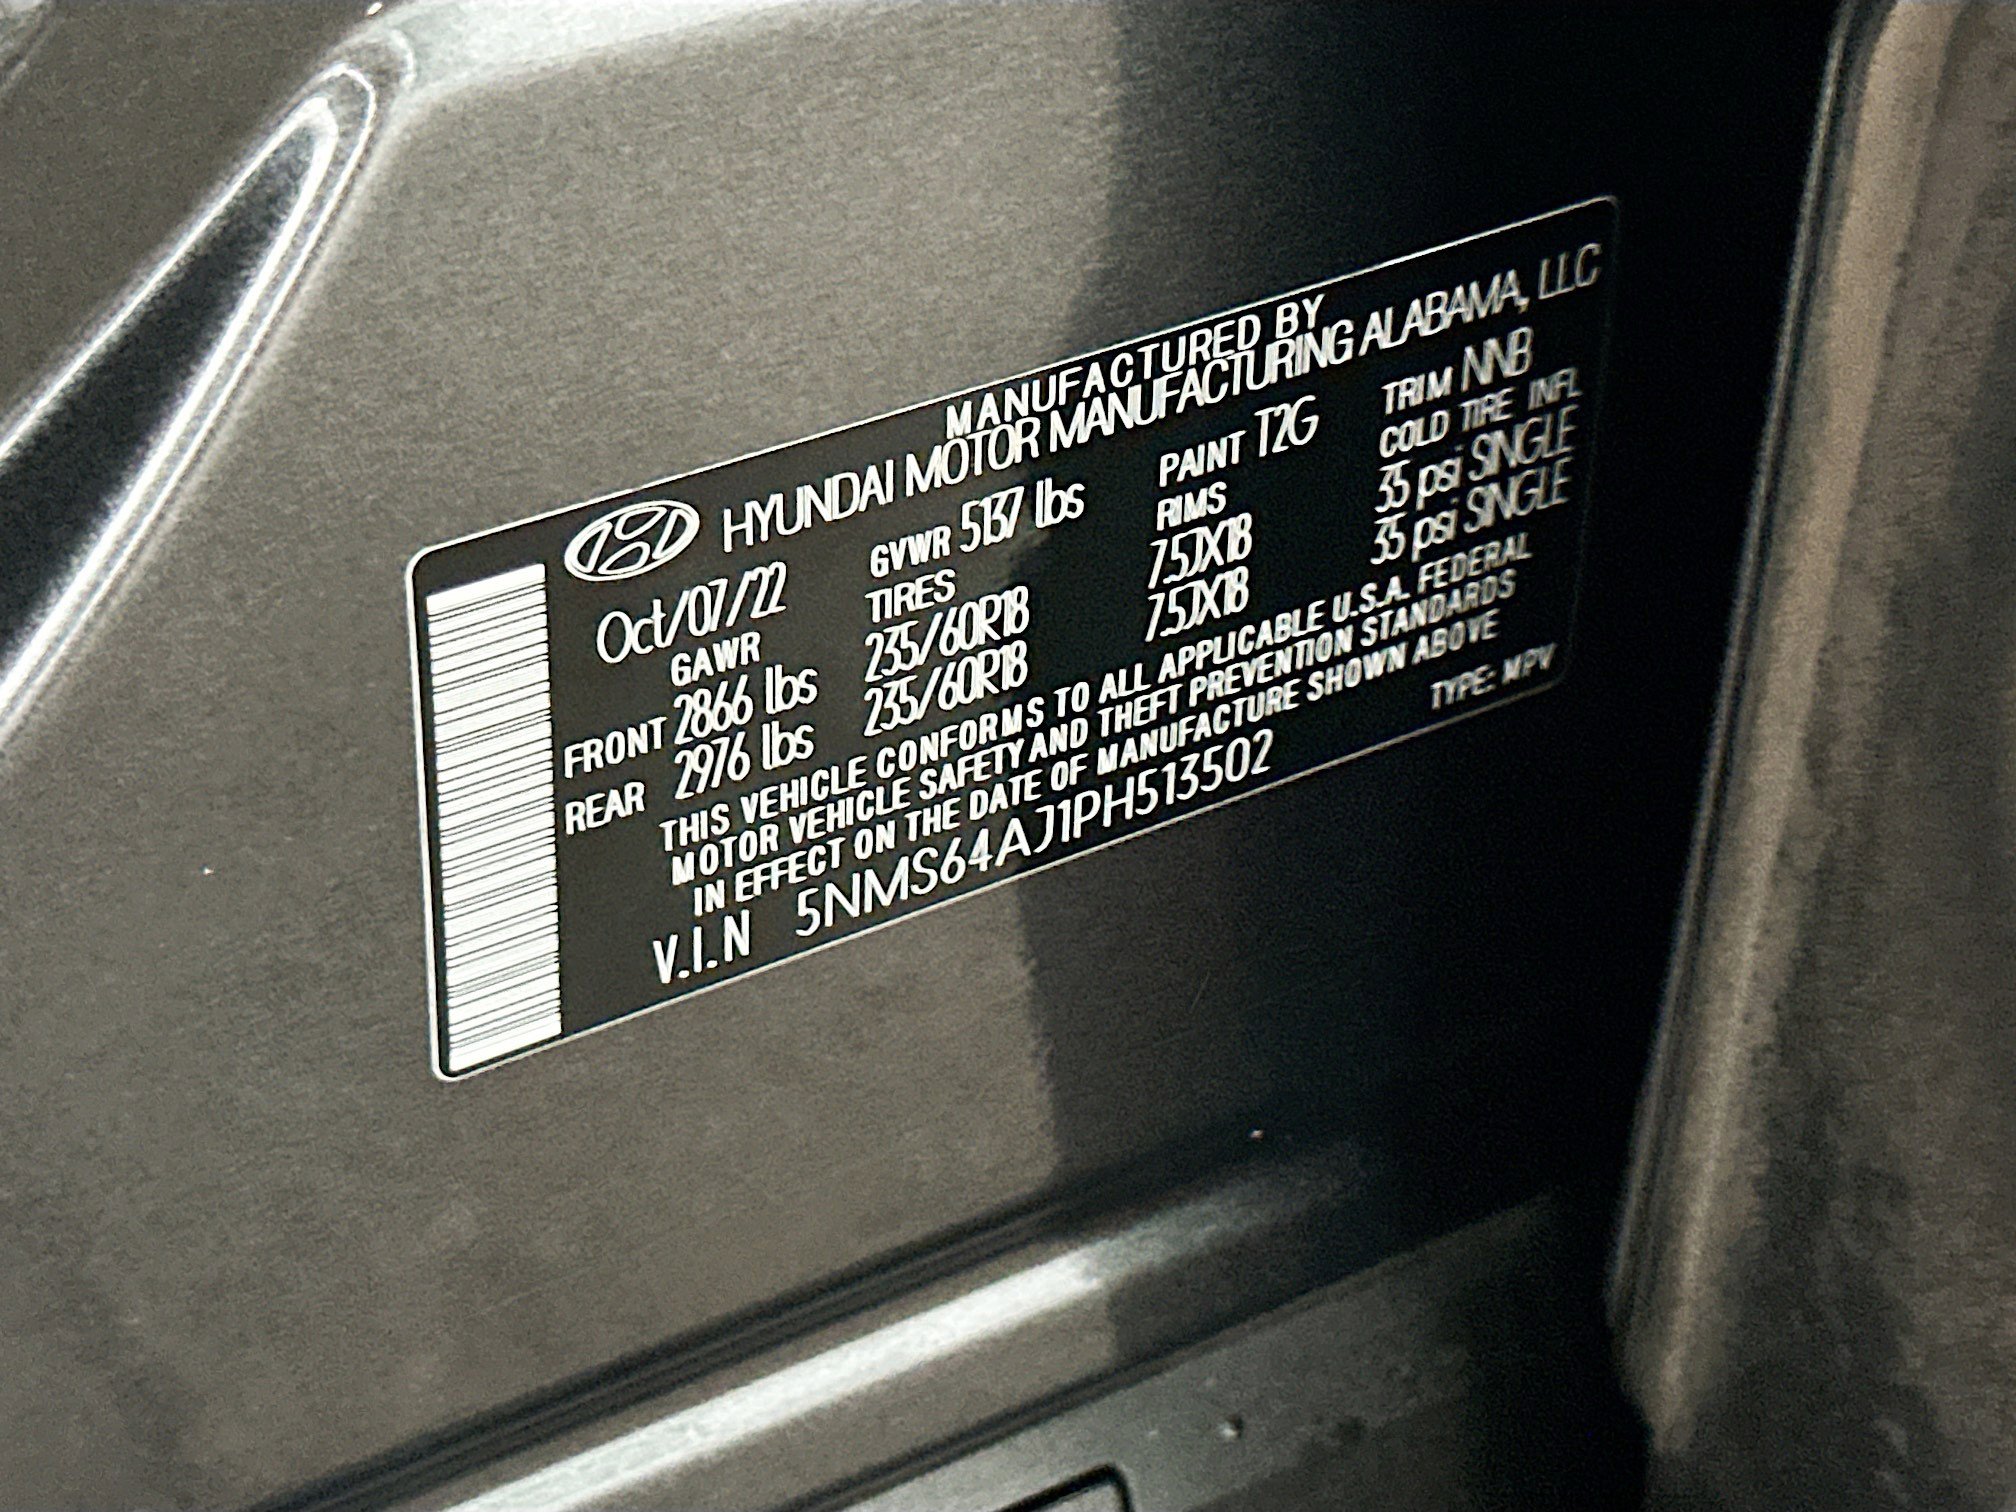 MANUFACTURED BY
HYUNDAI MOTOR MANUFACTURING ALABAMA, LLC
Oct/07/22 GVWR 5137 lbs PAINT T2G TRIM NNB
GAWR TIRES RIMS COLD TIRE INFL
FRONT 2866 lbs 235/60R18 7.5JX18 35 psi SINGLE
REAR 2976 lbs 235/60R18 7.5JX18 35 psi SINGLE
THIS VEHICLE CONFORMS TO ALL APPLICABLE U.S.A. FEDERAL
MOTOR VEHICLE SAFETY AND THEFT PREVENTION STANDARDS
IN EFFECT ON THE DATE OF MANUFACTURE SHOWN ABOVE
V.I.N 5NMS64AJ1PH513502 TYPE: MPV